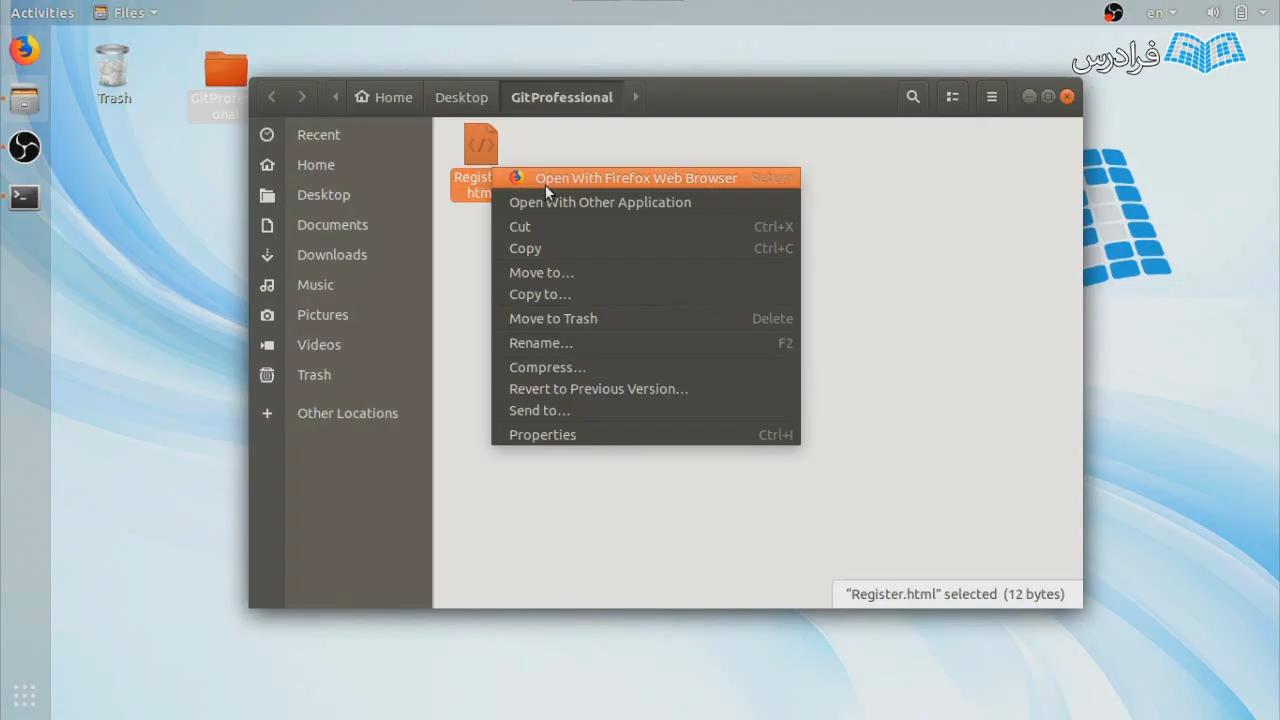 Activities
Files
en
فرادرس
Trash
GitProfessional
Home
Desktop
GitProfessional
Recent
Home
Desktop
Documents
Downloads
Music
Pictures
Videos
Trash
Other Locations
Register.html
Open With Firefox Web Browser Return
Open With Other Application
Cut Ctrl+X
Copy Ctrl+C
Move to…
Copy to…
Move to Trash Delete
Rename… F2
Compress…
Revert to Previous Version…
Send to…
Properties Ctrl+I
“Register.html” selected (12 bytes)